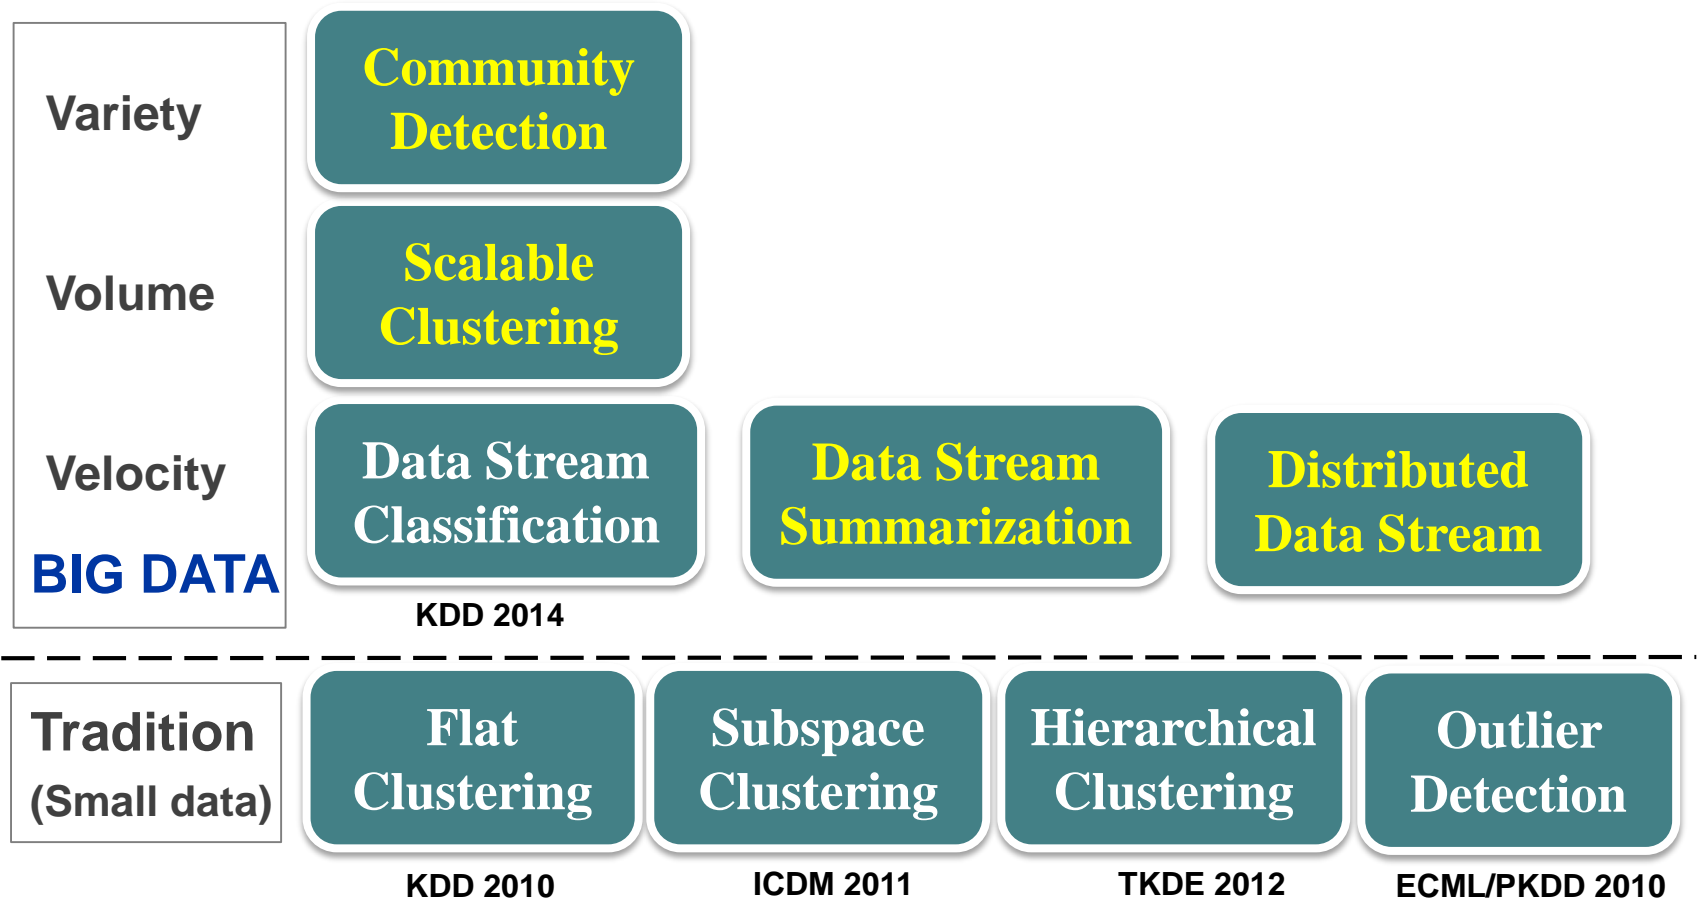 Variety
Community
Detection
Volume
Scalable
Clustering
Velocity
BIG DATA
Data Stream
Classification
KDD 2014
Data Stream
Summarization
Distributed
Data Stream
Tradition
(Small data)
Flat
Clustering
KDD 2010
Subspace
Clustering
ICDM 2011
Hierarchical
Clustering
TKDE 2012
Outlier
Detection
ECML/PKDD 2010